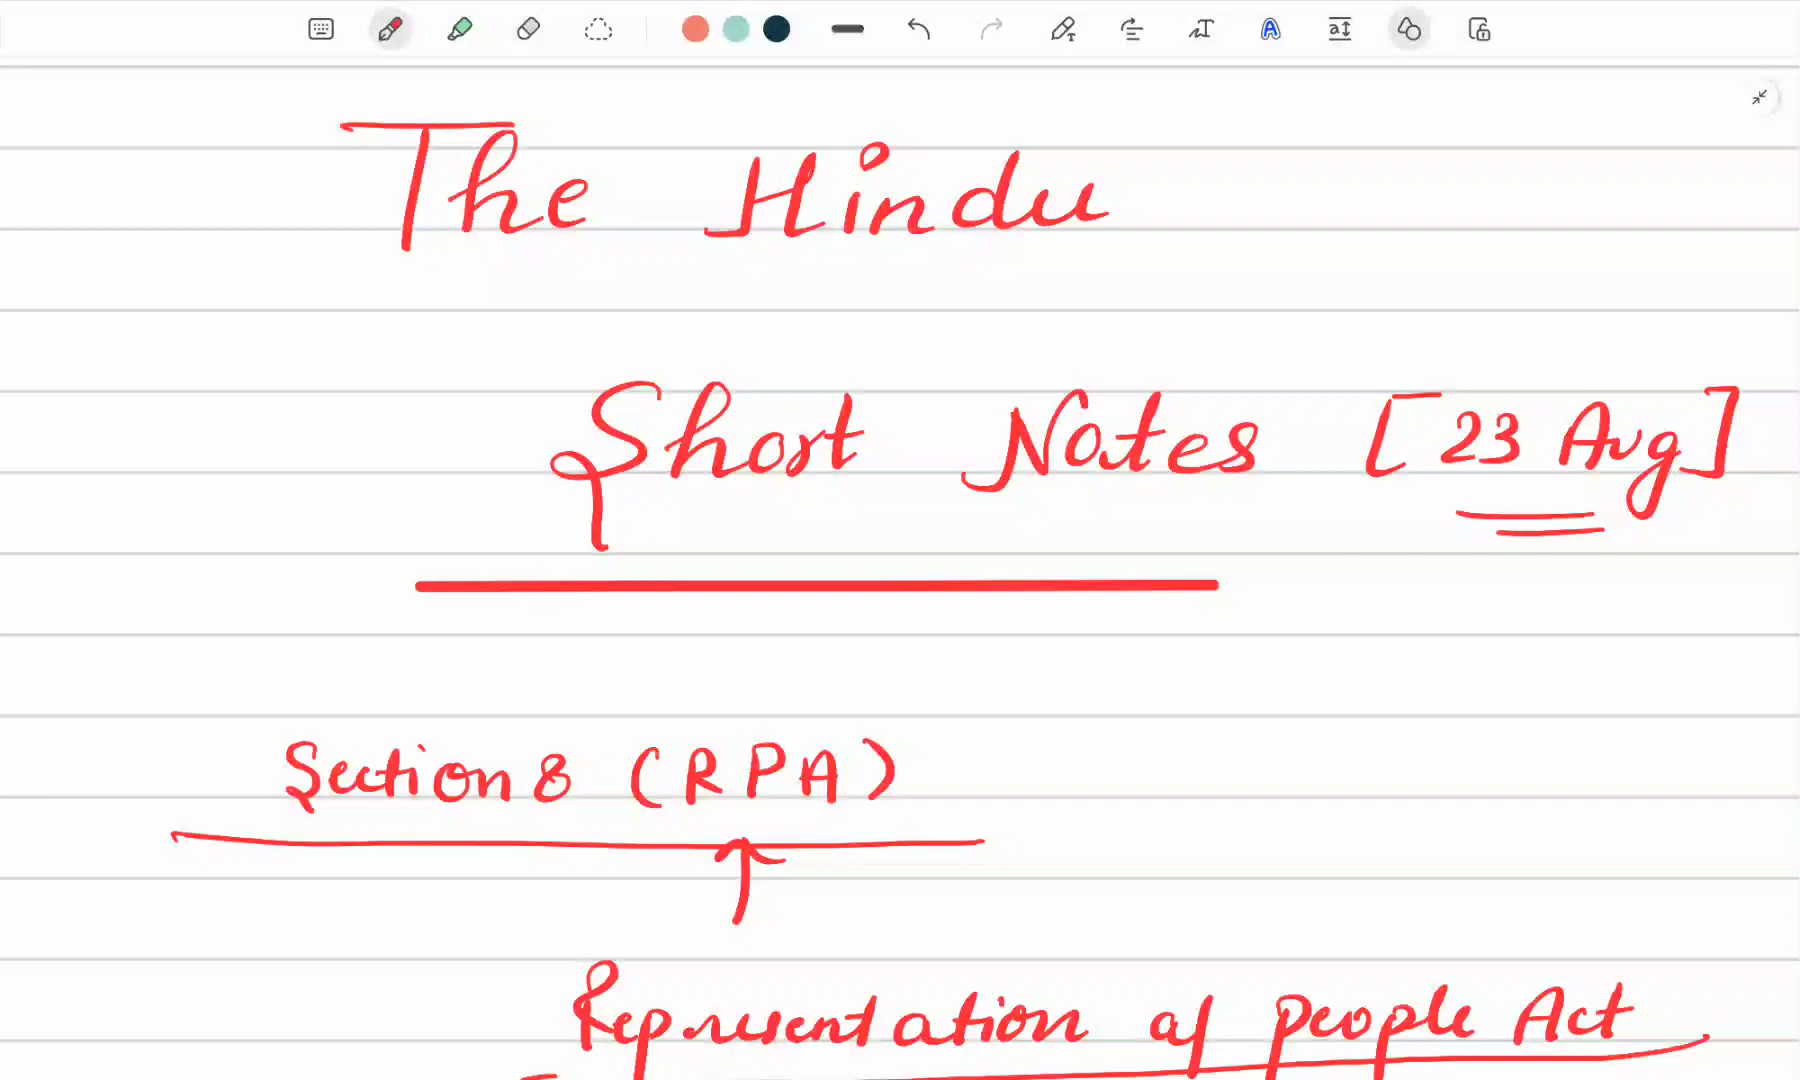 The Hindu
Short Notes [23 Aug]
Section 8 (RPA)
Representation of people Act